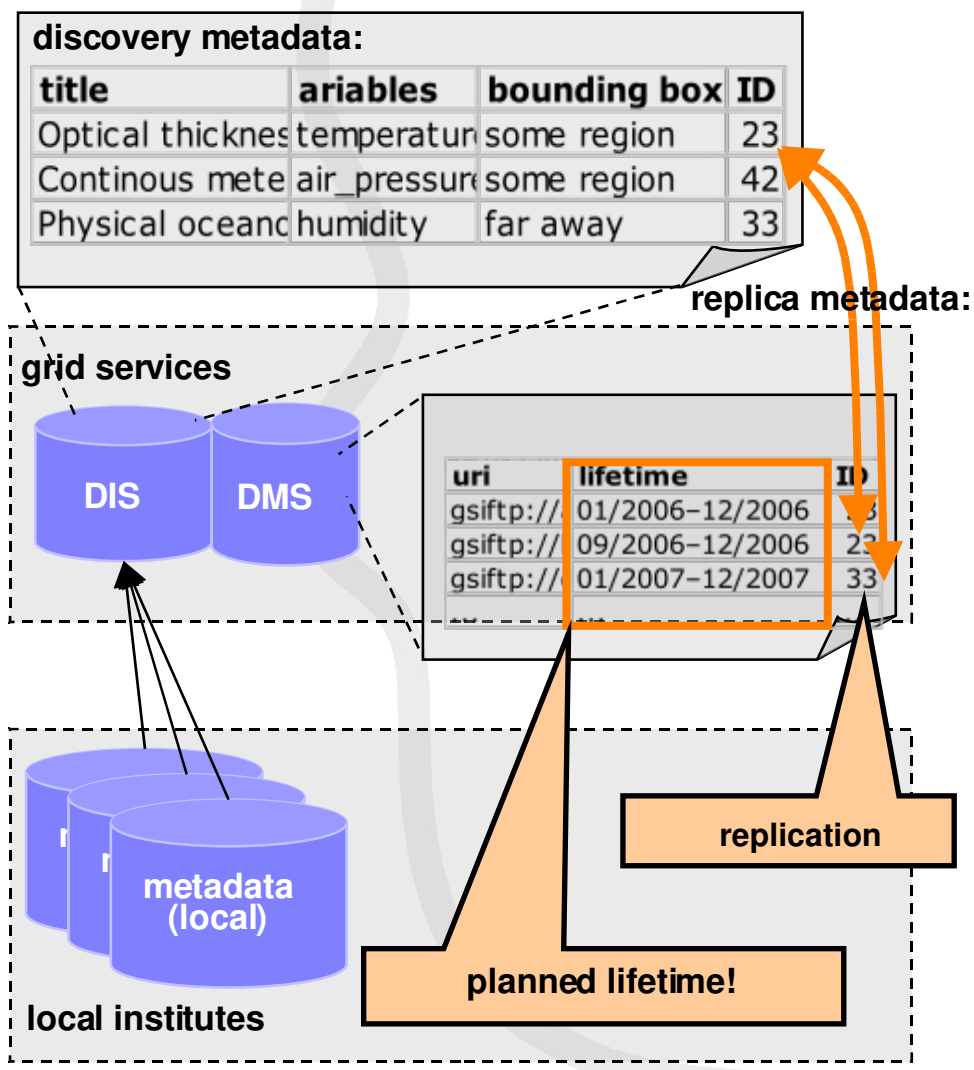 discovery metadata:
title ariables bounding box ID
Optical thicknes temperatur some region 23
Continous mete air_pressur some region 42
Physical oceanc humidity far away 33
replica metadata:
grid services
DIS DMS
uri lifetime ID
gsiftp:// 01/2006–12/2006
gsiftp:// 09/2006–12/2006 23
gsiftp:// 01/2007–12/2007 33
replication
metadata
(local)
planned lifetime!
local institutes